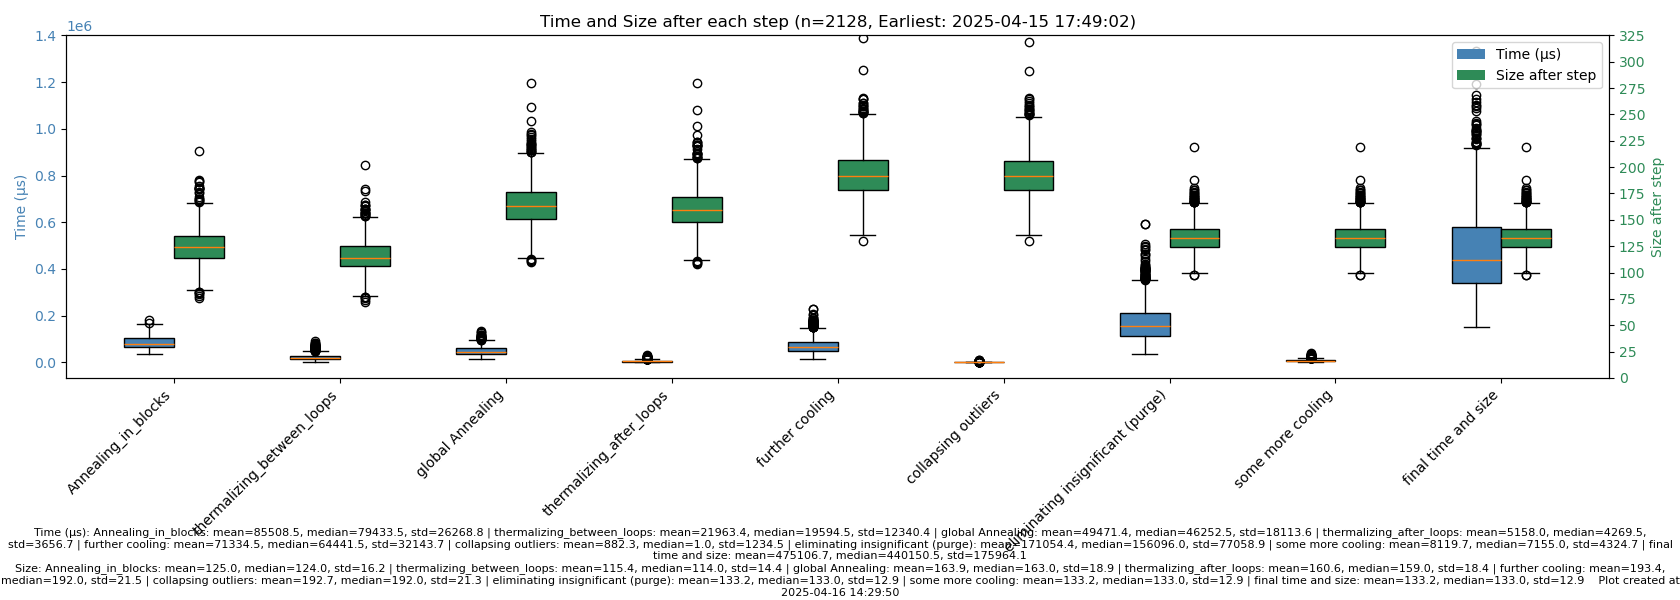 Time and Size after each step (n=2128, Earliest: 2025-04-15 17:49:02)
1e6
1.4
1.2
1.0
0.8
0.6
0.4
0.2
0.0
Time (µs)
325
300
275
250
225
200
175
150
125
100
75
50
25
0
Size after step
Time (µs)
Size after step
Annealing_in_blocks
thermalizing_between_loops
global Annealing
thermalizing_after_loops
further cooling
collapsing outliers
eliminating insignificant (purge)
some more cooling
final time and size
Time (µs): Annealing_in_blocks: mean=85508.5, median=79433.5, std=26268.8 | thermalizing_between_loops: mean=21963.4, median=19594.5, std=12340.4 | global Annealing: mean=49471.4, median=46252.5, std=18113.6 | thermalizing_after_loops: mean=5158.0, median=4269.5,
std=3656.7 | further cooling: mean=71334.5, median=64441.5, std=32143.7 | collapsing outliers: mean=882.3, median=1.0, std=1234.5 | eliminating insignificant (purge): mean=171054.4, median=156096.0, std=77058.9 | some more cooling: mean=8119.7, median=7155.0, std=4324.7 | final
time and size: mean=475106.7, median=440150.5, std=175964.1
Size: Annealing_in_blocks: mean=125.0, median=124.0, std=16.2 | thermalizing_between_loops: mean=115.4, median=114.0, std=14.4 | global Annealing: mean=163.9, median=163.0, std=18.9 | thermalizing_after_loops: mean=160.6, median=159.0, std=18.4 | further cooling: mean=193.4,
median=192.0, std=21.5 | collapsing outliers: mean=192.7, median=192.0, std=21.3 | eliminating insignificant (purge): mean=133.2, median=133.0, std=12.9 | some more cooling: mean=133.2, median=133.0, std=12.9 | final time and size: mean=133.2, median=133.0, std=12.9    Plot created at
2025-04-16 14:29:50